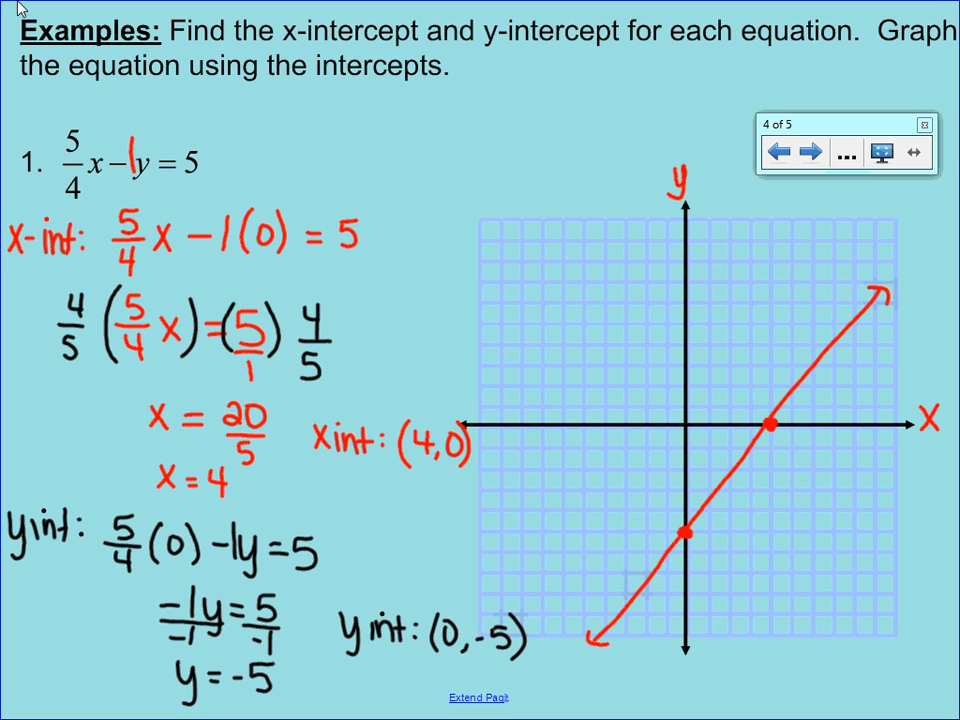 Examples: Find the x-intercept and y-intercept for each equation. Graph
the equation using the intercepts.
4 of 5
1. 5/4 x – 1y = 5
y
x-int: 5/4 x - 1(0) = 5
4/5 (5/4 x) = (5/1) 4/5
x = 20/5
x int: (4,0)
x
x = 4
y int: 5/4 (0) - 1y = 5
-1y/-1 = 5/-1
y int: (0, -5)
y = -5
Extend Page